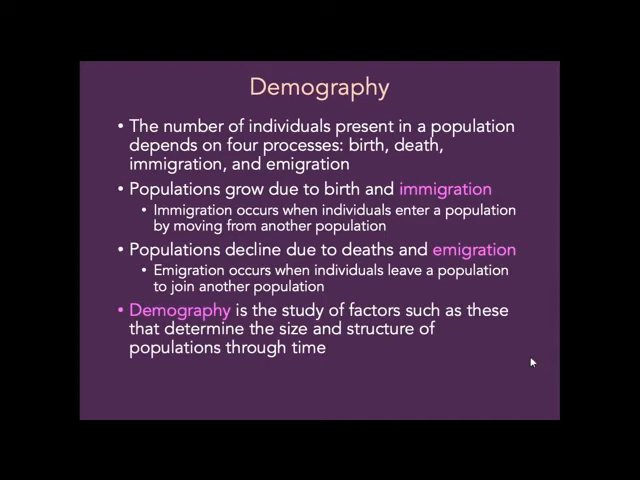 Demography
• The number of individuals present in a population
depends on four processes: birth, death,
immigration, and emigration
• Populations grow due to birth and immigration
• Immigration occurs when individuals enter a population
by moving from another population
• Populations decline due to deaths and emigration
• Emigration occurs when individuals leave a population
to join another population
• Demography is the study of factors such as these
that determine the size and structure of
populations through time